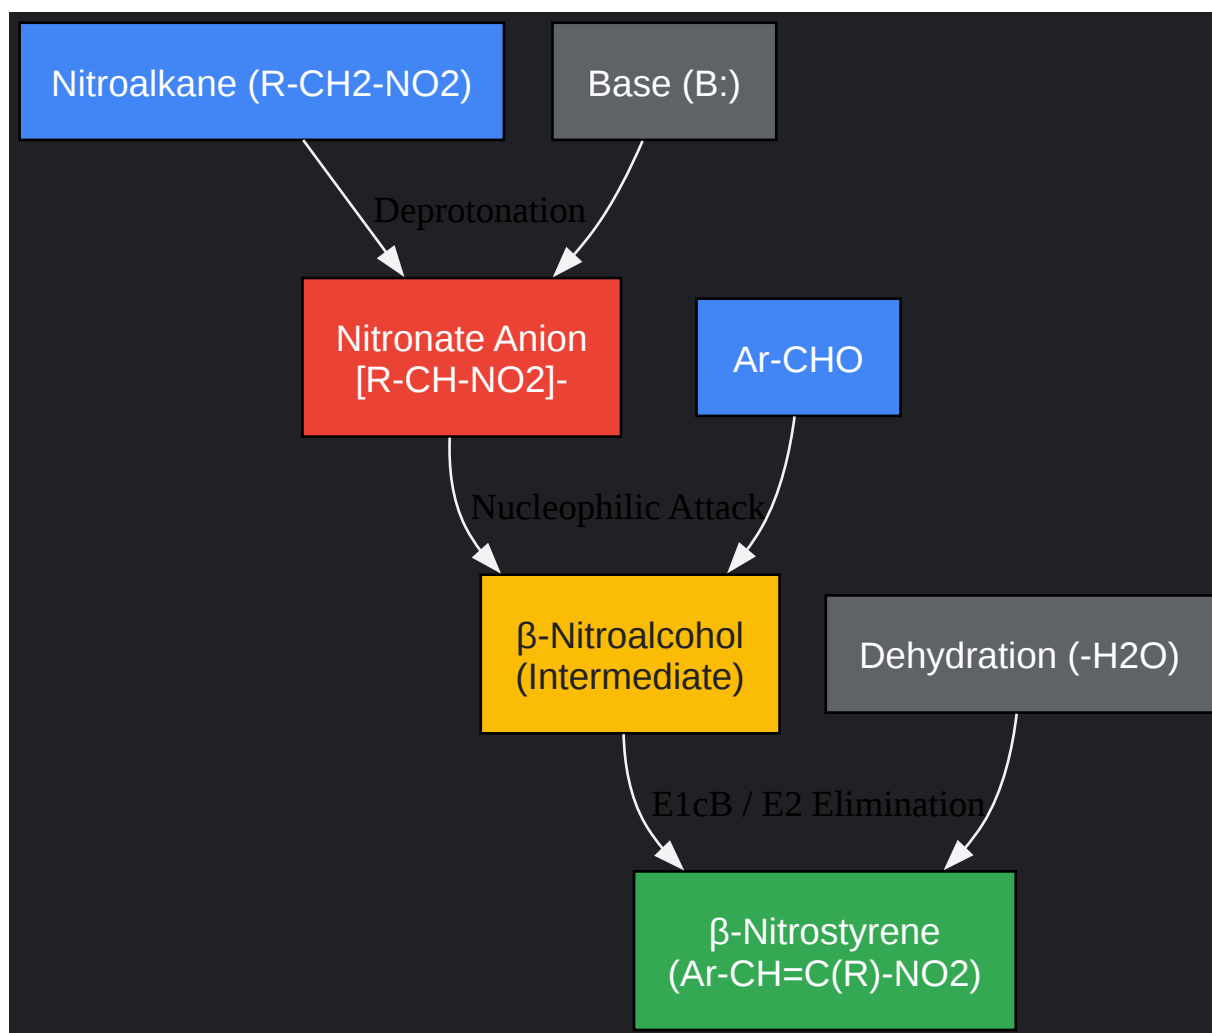 Nitroalkane (R-CH2-NO2)
Base (B:)
Deprotonation
Nitronate Anion
[R-CH-NO2]-
Ar-CHO
Nucleophilic Attack
β-Nitroalcohol
(Intermediate)
Dehydration (-H2O)
E1cB / E2 Elimination
β-Nitrostyrene
(Ar-CH=C(R)-NO2)